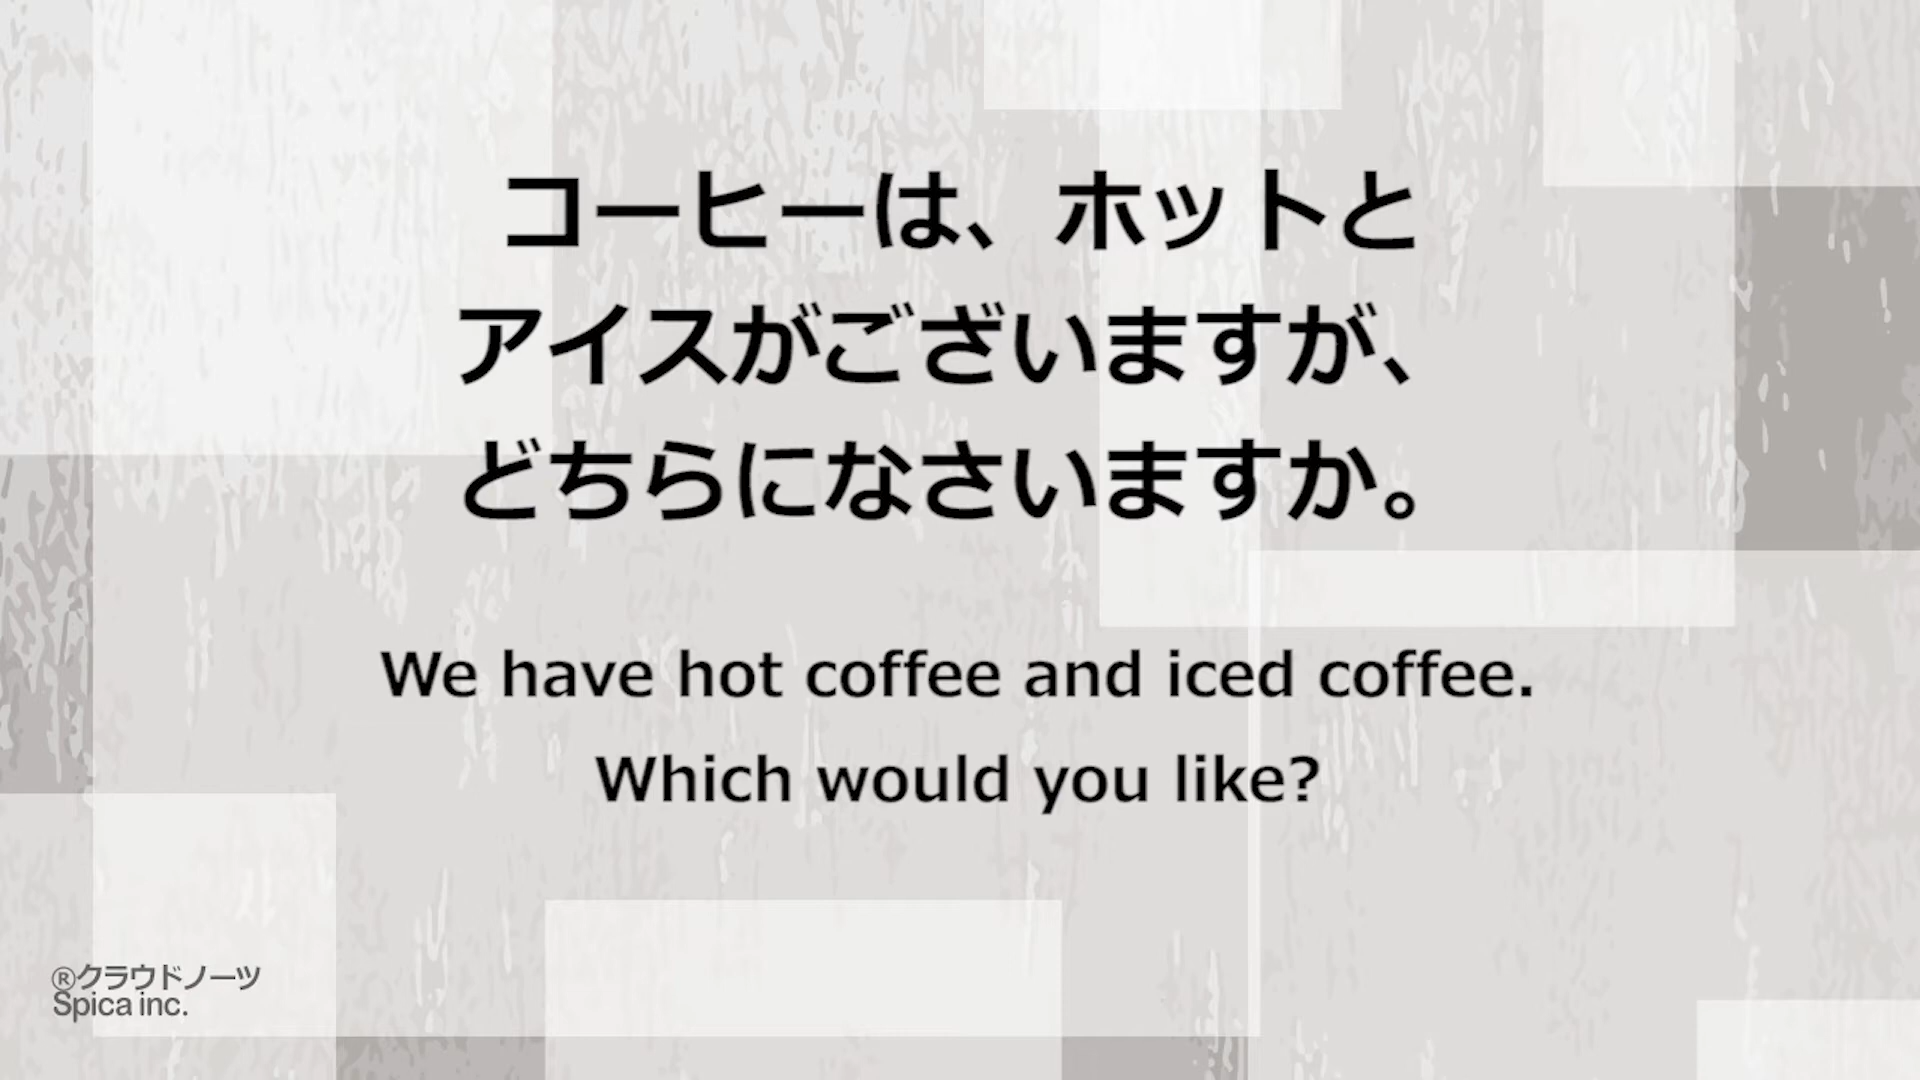 コーヒーは、ホットと
アイスがございますが、
どちらになさいますか。
We have hot coffee and iced coffee.
Which would you like?
®クラウドノーツ
Spica inc.